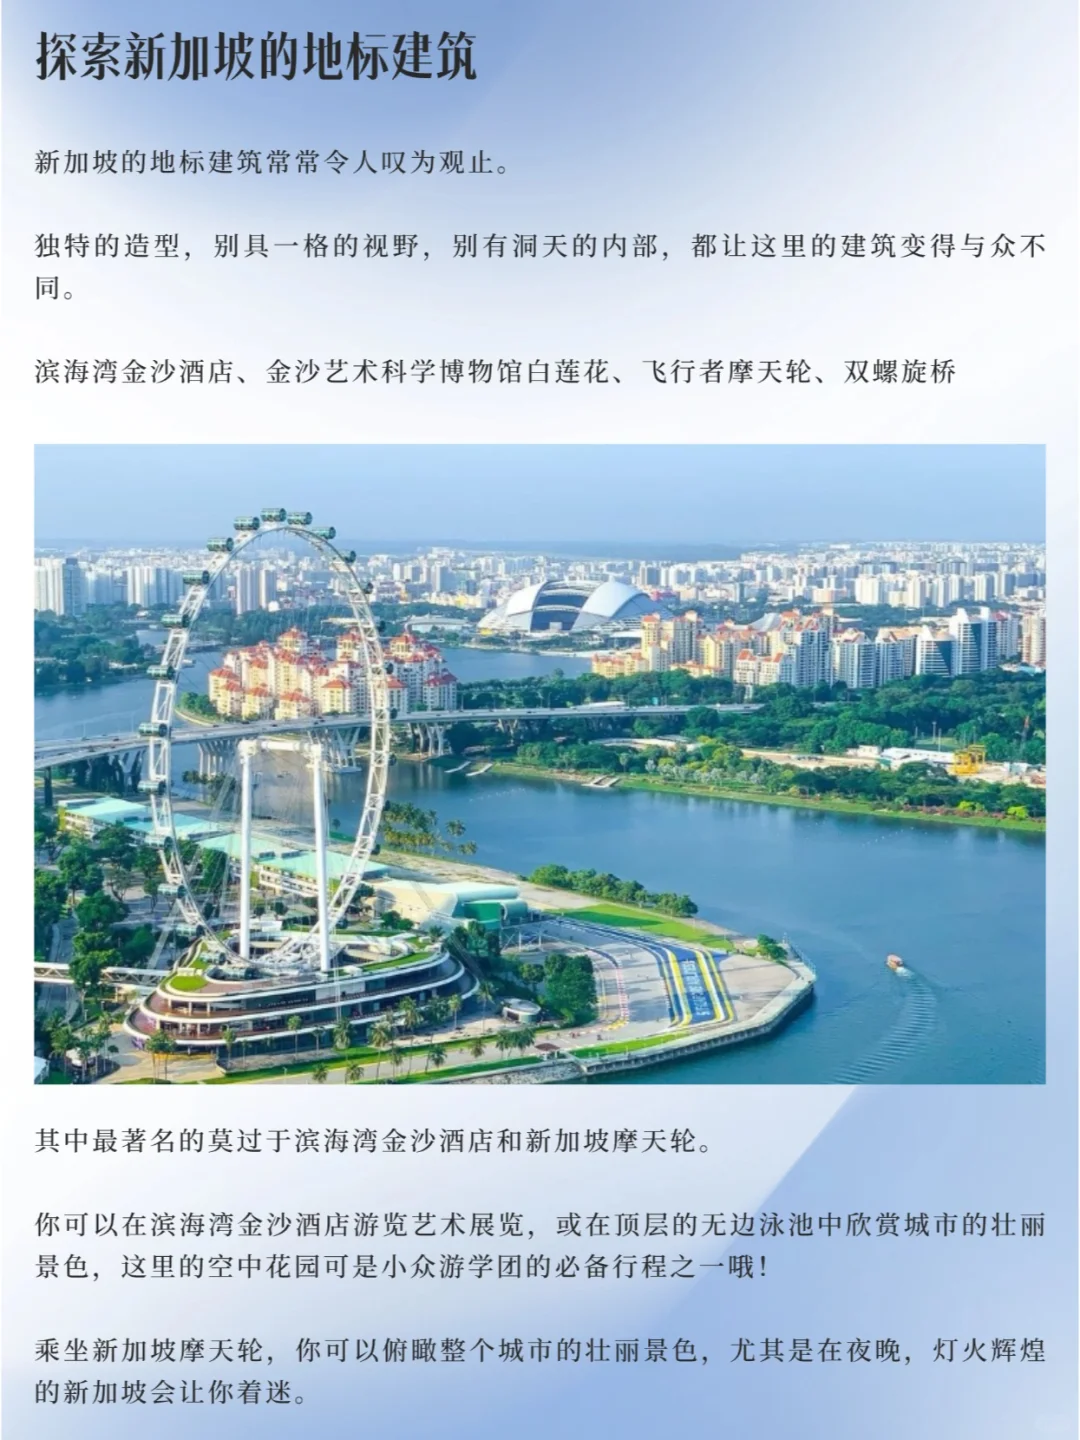 探索新加坡的地标建筑
新加坡的地标建筑常常令人叹为观止。
独特的造型，别具一格的视野，别有洞天的内部，都让这里的建筑变得与众不
同。
滨海湾金沙酒店、金沙艺术科学博物馆白莲花、飞行者摩天轮、双螺旋桥
其中最著名的莫过于滨海湾金沙酒店和新加坡摩天轮。
你可以在滨海湾金沙酒店游览艺术展览，或在顶层的无边泳池中欣赏城市的壮丽
景色，这里的空中花园可是小众游学团的必备行程之一哦！
乘坐新加坡摩天轮，你可以俯瞰整个城市的壮丽景色，尤其是在夜晚，灯火辉煌
的新加坡会让你着迷。